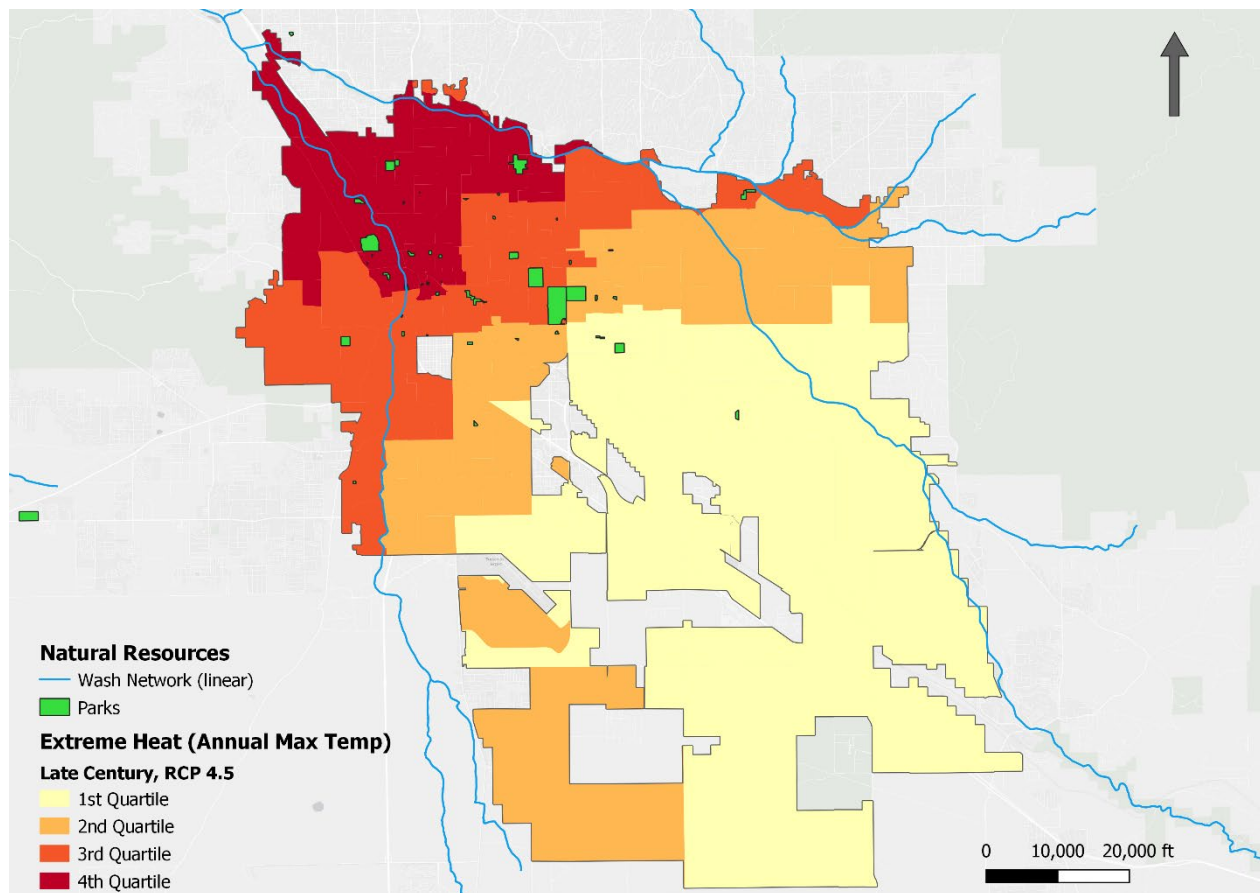 Natural Resources
Wash Network (linear)
Parks
Extreme Heat (Annual Max Temp)
Late Century, RCP 4.5
1st Quartile
2nd Quartile
3rd Quartile
4th Quartile
0 10,000 20,000 ft